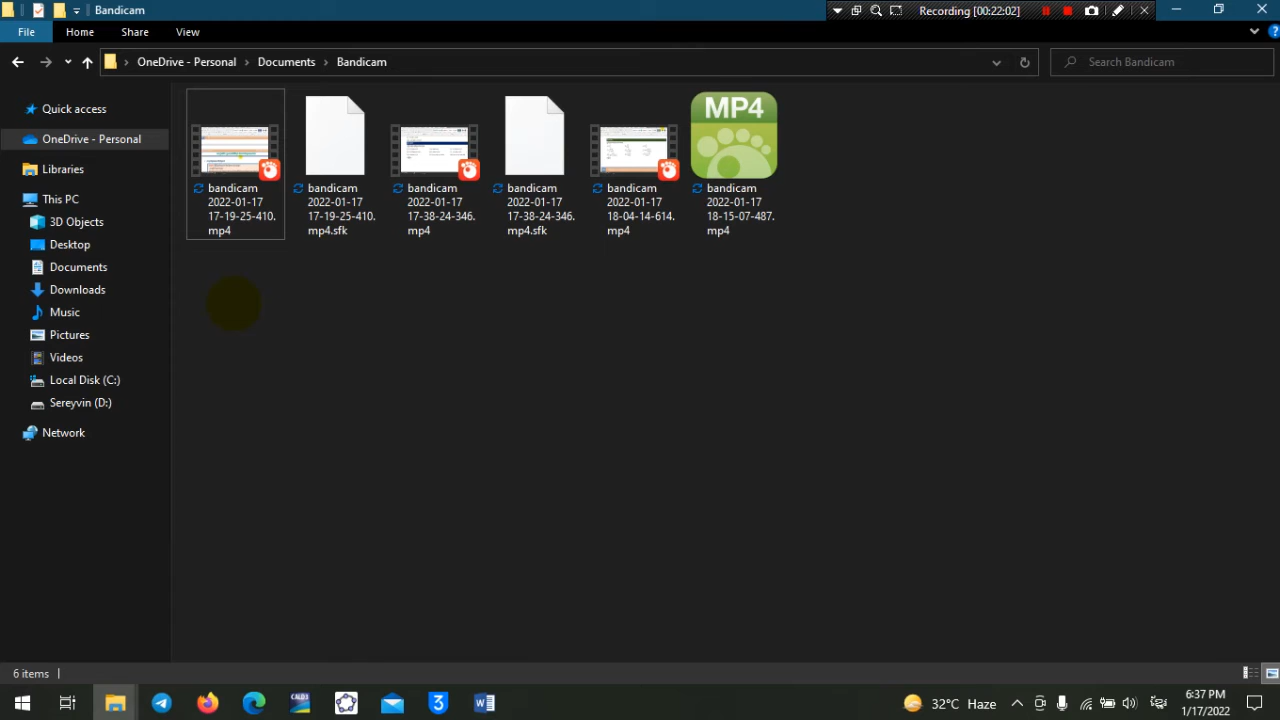 Bandicam
Recording [00:22:02]
File Home Share View
OneDrive - Personal Documents Bandicam
Search Bandicam
Quick access
OneDrive - Personal
Libraries
This PC
3D Objects
Desktop
Documents
Downloads
Music
Pictures
Videos
Local Disk (C:)
Sereyvin (D:)
Network
bandicam
2022-01-17
17-19-25-410.
mp4
bandicam
2022-01-17
17-19-25-410.
mp4.sfk
bandicam
2022-01-17
17-38-24-346.
mp4
bandicam
2022-01-17
17-38-24-346.
mp4.sfk
bandicam
2022-01-17
18-04-14-614.
mp4
MP4
bandicam
2022-01-17
18-15-07-487.
mp4
6 items
32°C Haze
6:37 PM
1/17/2022